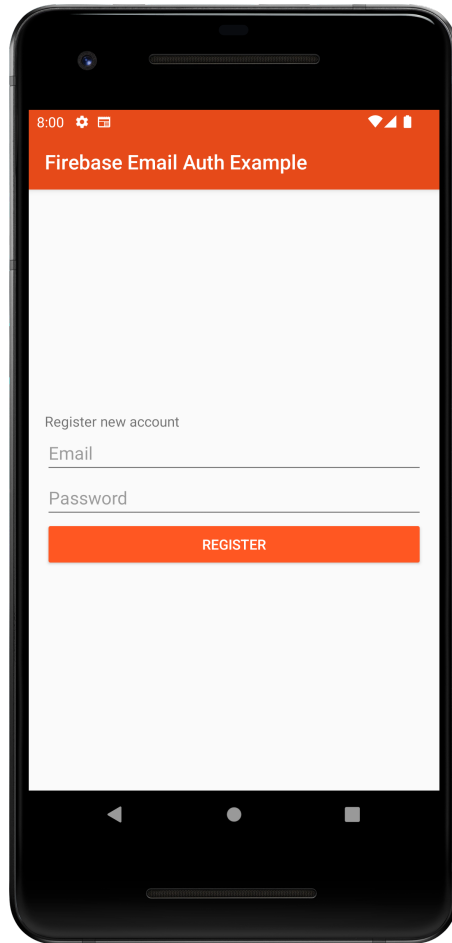 8:00
Firebase Email Auth Example
Register new account
Email
Password
REGISTER